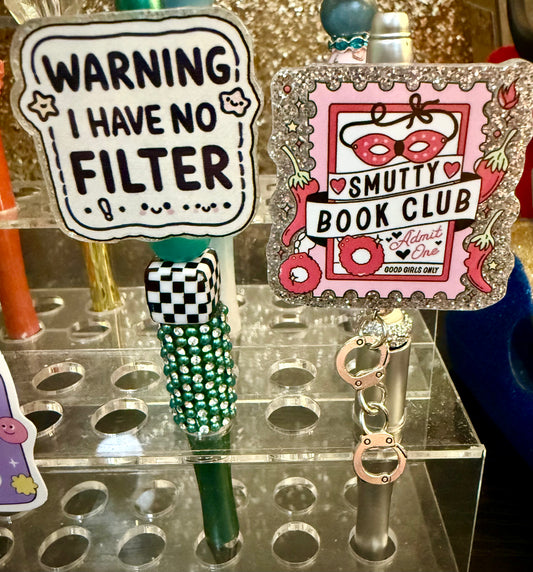 WARNING
I HAVE NO
FILTER
SMUTTY
BOOK CLUB
Admit
One
GOOD GIRLS ONLY